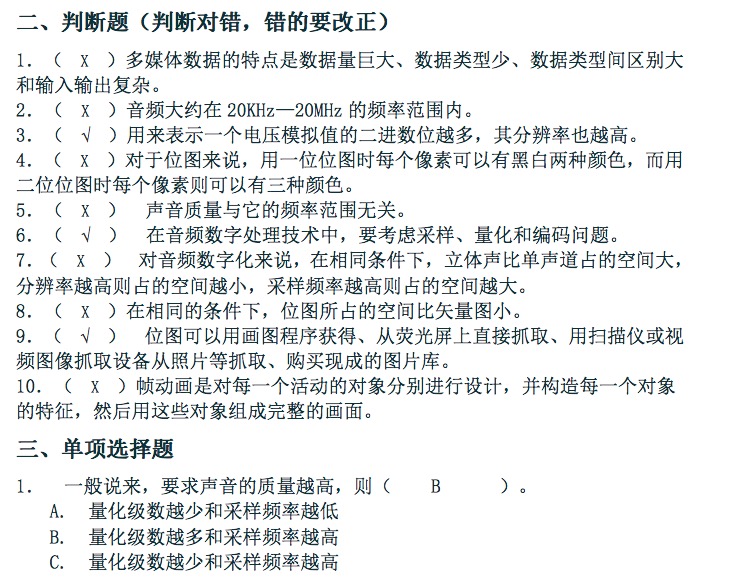 二、判断题（判断对错，错的要改正）
1. （ X ）多媒体数据的特点是数据量巨大、数据类型少、数据类型间区别大
和输入输出复杂。
2. （ X ）音频大约在 20KHz—20MHz 的频率范围内。
3. （ √ ）用来表示一个电压模拟值的二进数位越多，其分辨率也越高。
4. （ X ）对于位图来说，用一位位图时每个像素可以有黑白两种颜色，而用
二位位图时每个像素则可以有三种颜色。
5. （ X ） 声音质量与它的频率范围无关。
6. （ √ ） 在音频数字处理技术中，要考虑采样、量化和编码问题。
7. （ X ） 对音频数字化来说，在相同条件下，立体声比单声道占的空间大，
分辨率越高则占的空间越小，采样频率越高则占的空间越大。
8. （ X ）在相同的条件下，位图所占的空间比矢量图小。
9. （ √ ） 位图可以用画图程序获得、从荧光屏上直接抓取、用扫描仪或视
频图像抓取设备从照片等抓取、购买现成的图片库。
10. （ X ）帧动画是对每一个活动的对象分别进行设计，并构造每一个对象
的特征，然后用这些对象组成完整的画面。
三、单项选择题
1. 一般说来，要求声音的质量越高，则（ B ）。
A. 量化级数越少和采样频率越低
B. 量化级数越多和采样频率越高
C. 量化级数越少和采样频率越高